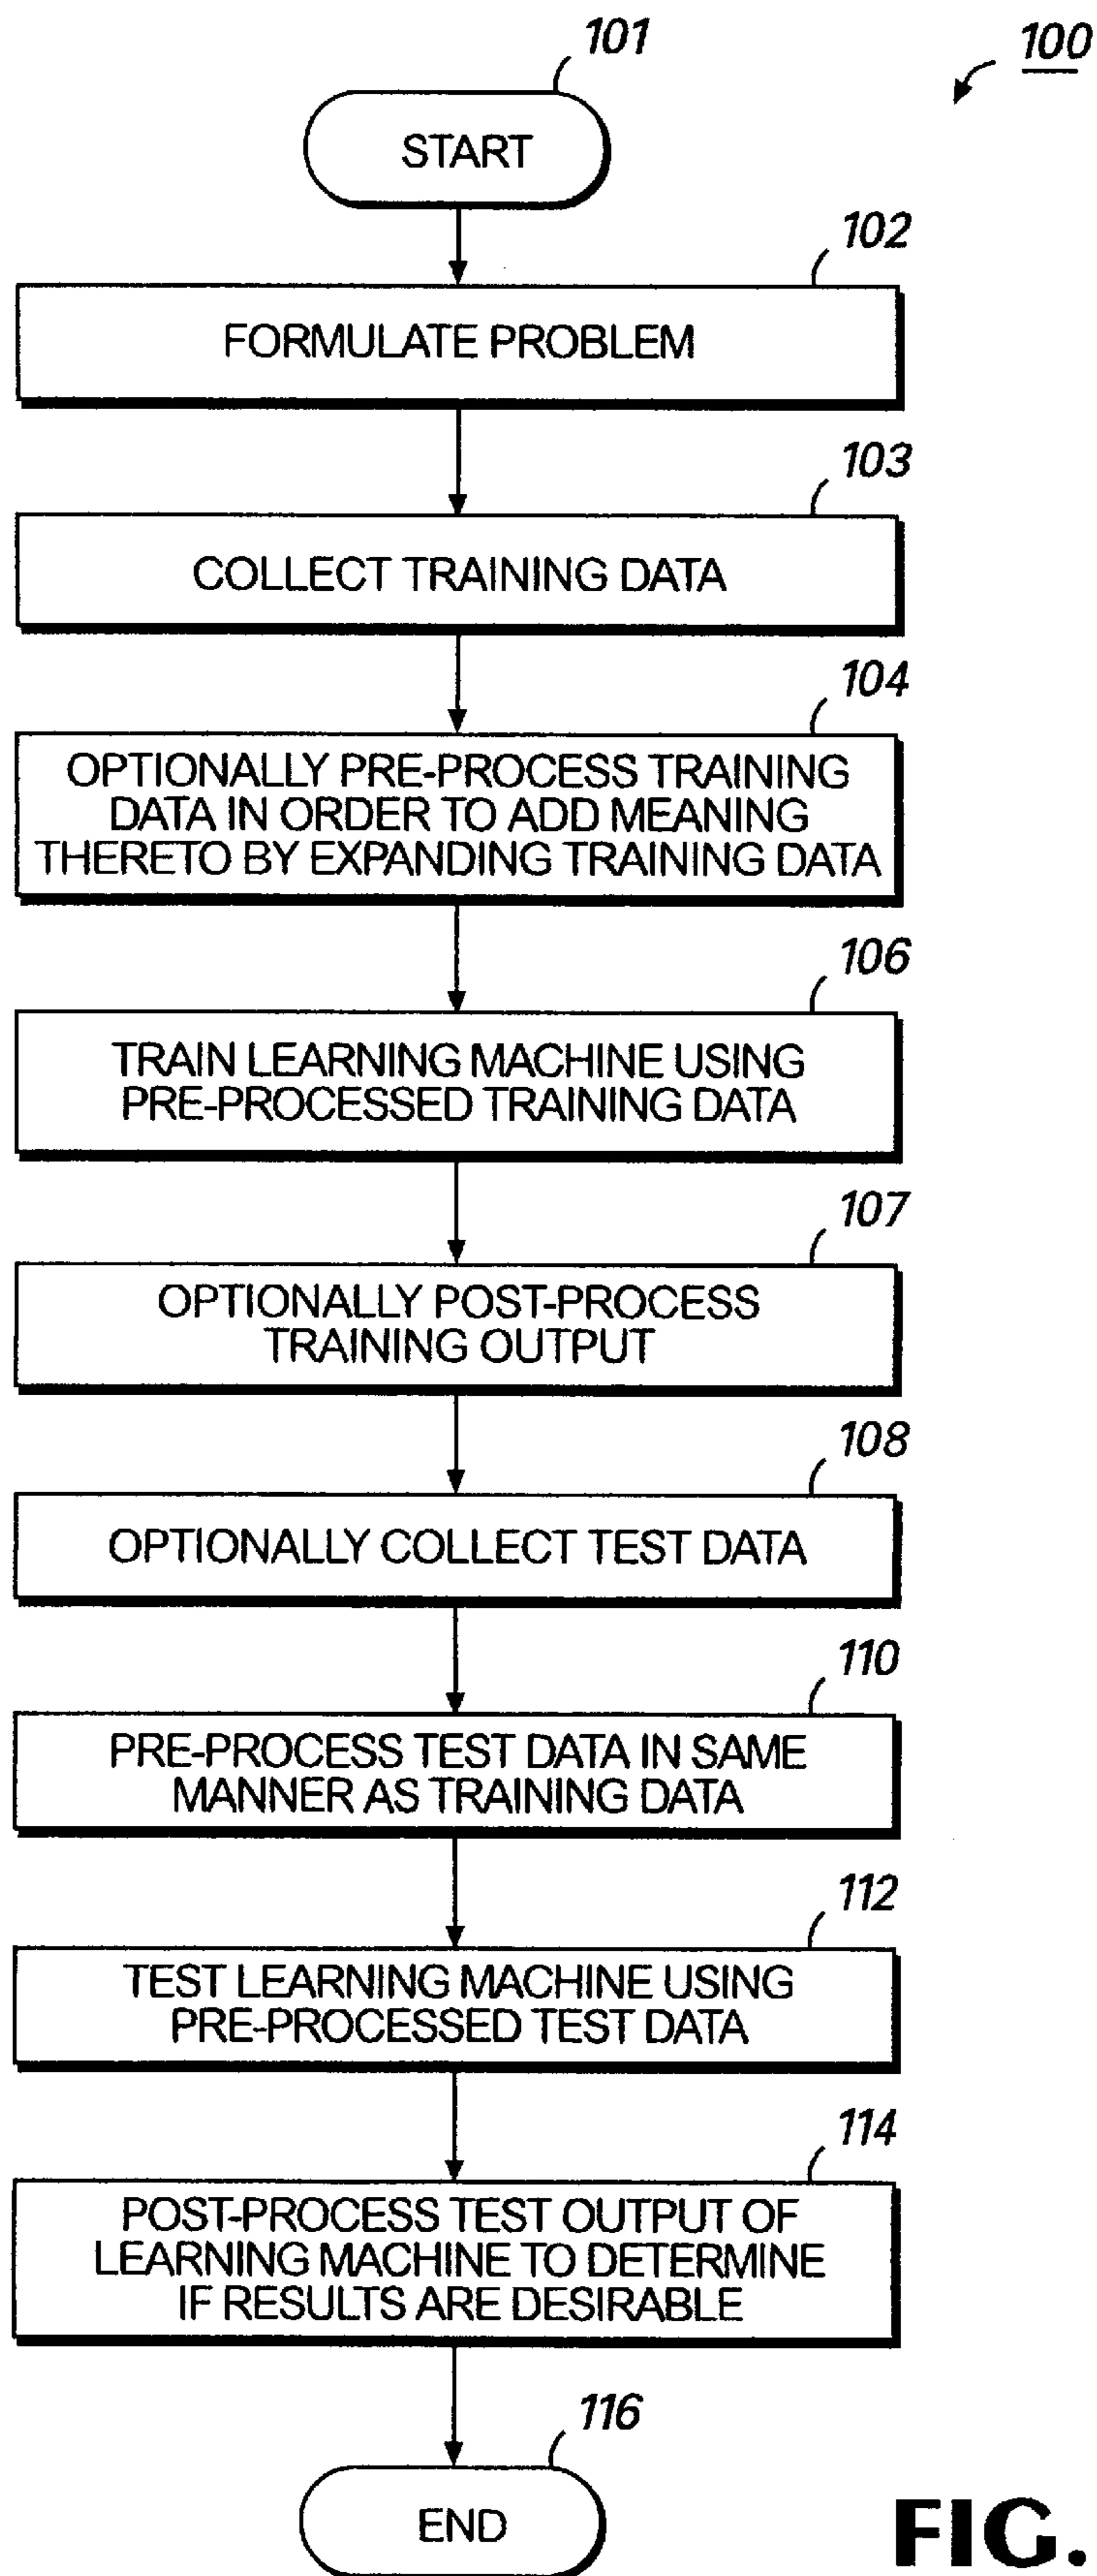 101
100
START
102
FORMULATE PROBLEM
103
COLLECT TRAINING DATA
104
OPTIONALLY PRE-PROCESS TRAINING
DATA IN ORDER TO ADD MEANING
THERETO BY EXPANDING TRAINING DATA
106
TRAIN LEARNING MACHINE USING
PRE-PROCESSED TRAINING DATA
107
OPTIONALLY POST-PROCESS
TRAINING OUTPUT
108
OPTIONALLY COLLECT TEST DATA
110
PRE-PROCESS TEST DATA IN SAME
MANNER AS TRAINING DATA
112
TEST LEARNING MACHINE USING
PRE-PROCESSED TEST DATA
114
POST-PROCESS TEST OUTPUT OF
LEARNING MACHINE TO DETERMINE
IF RESULTS ARE DESIRABLE
116
END
FIG.